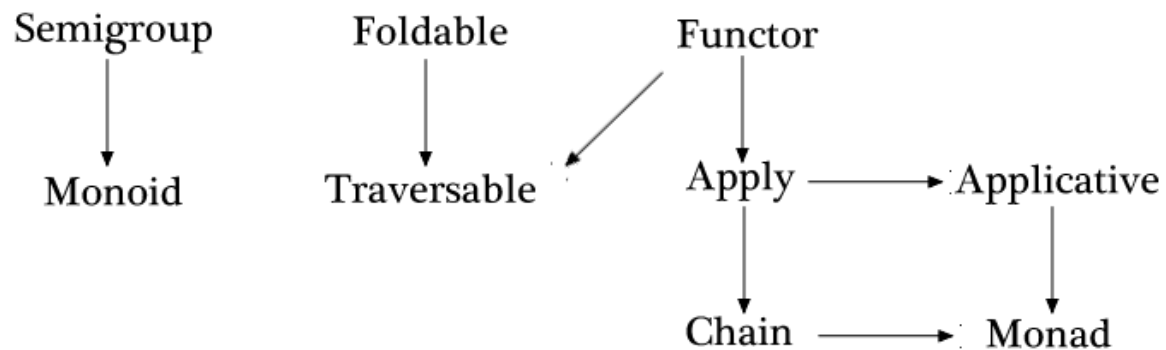 Semigroup Foldable Functor
Monoid Traversable Apply Applicative
Chain Monad